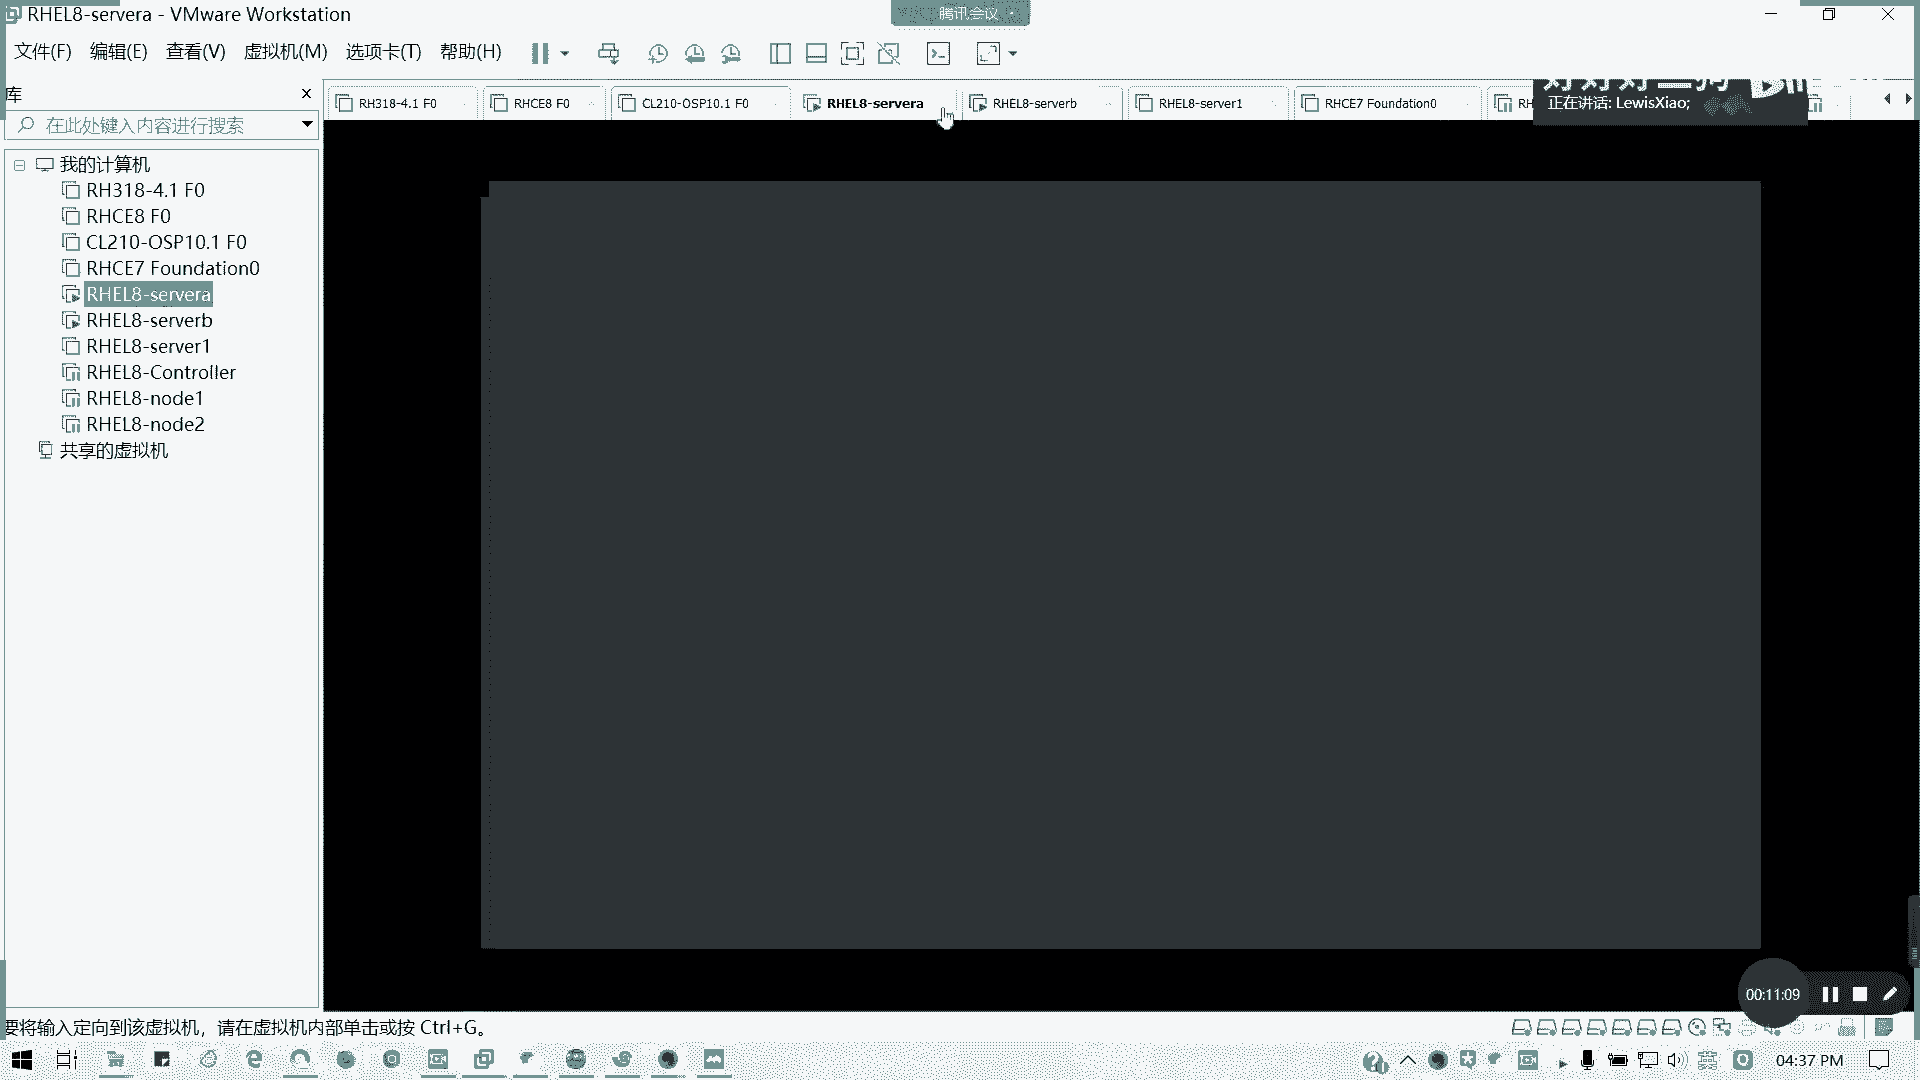 RHEL8-servera - VMware Workstation
腾讯会议
文件(F) 编辑(E) 查看(V) 虚拟机(M) 选项卡(T) 帮助(H)
库
在此处键入内容进行搜索
我的计算机
RH318-4.1 F0
RHCE8 F0
CL210-OSP10.1 F0
RHCE7 Foundation0
RHEL8-servera
RHEL8-serverb
RHEL8-server1
RHEL8-Controller
RHEL8-node1
RHEL8-node2
共享的虚拟机
RH318-4.1 F0
RHCE8 F0
CL210-OSP10.1 F0
RHEL8-servera
RHEL8-serverb
RHEL8-server1
RHCE7 Foundation0
RH
正在讲话: LewisXiao;
00:11:09
要将输入定向到该虚拟机，请在虚拟机内部单击或按 Ctrl+G。
英
04:37 PM